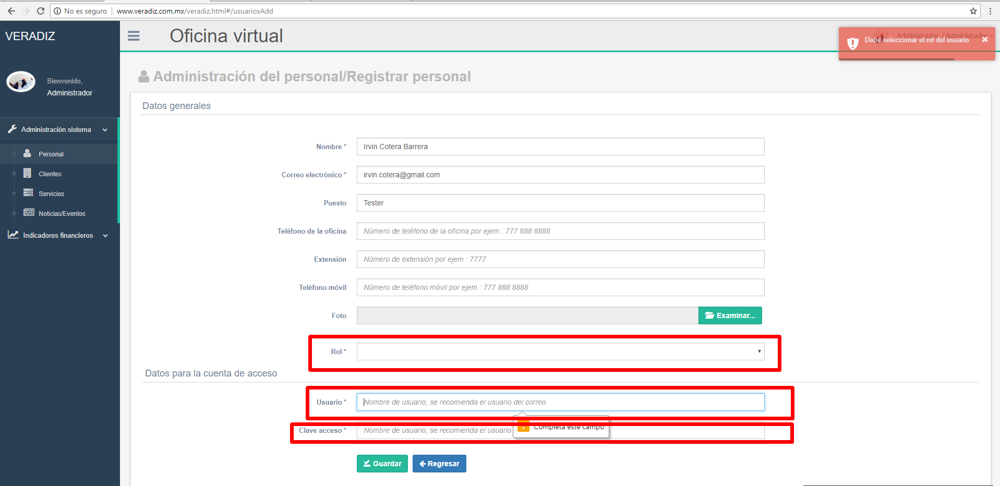 No es seguro www.veradiz.com.mx/veradiz.html#/usuariosAdd
VERADIZ
Oficina virtual
Administrador / Administrador
Debe seleccionar el rol del usuario
Bienvenido,
Administrador
Administración del personal/Registrar personal
Datos generales
Administración sistema
Personal
Clientes
Servicios
Noticias/Eventos
Indicadores financieros
Nombre * Irvin Cotera Barrera
Correo electrónico * irvin.cotera@gmail.com
Puesto Tester
Teléfono de la oficina Número de teléfono de la oficina por ejem : 777 888 8888
Extensión Número de extensión por ejem : 7777
Teléfono móvil Número de teléfono móvil por ejem : 777 888 8888
Foto Examinar...
Rol *
Datos para la cuenta de acceso
Usuario * Nombre de usuario, se recomienda el usuario del correo
Clave acceso * Nombre de usuario, se recomienda el usuario
Completa este campo
Guardar Regresar